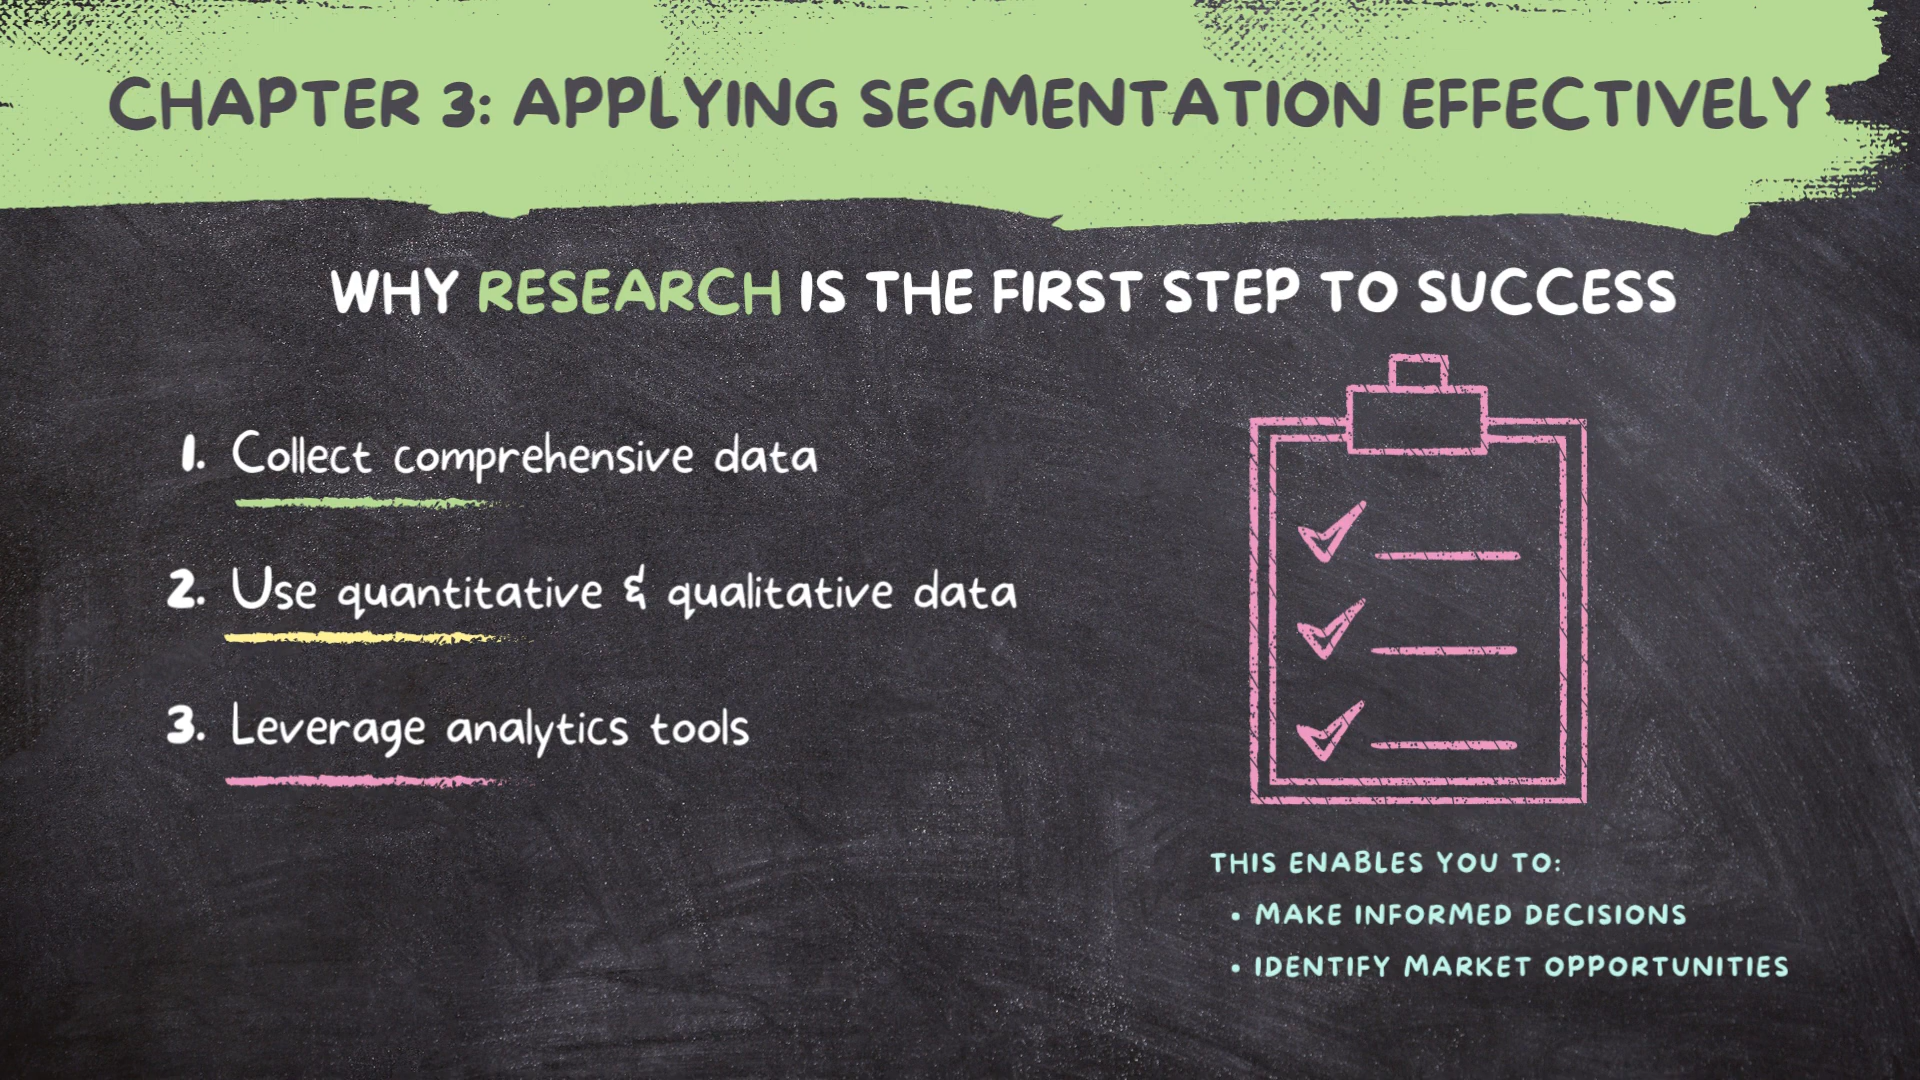 CHAPTER 3: APPLYING SEGMENTATION EFFECTIVELY
WHY RESEARCH IS THE FIRST STEP TO SUCCESS
1. Collect comprehensive data
2. Use quantitative & qualitative data
3. Leverage analytics tools
THIS ENABLES YOU TO:
• MAKE INFORMED DECISIONS
• IDENTIFY MARKET OPPORTUNITIES